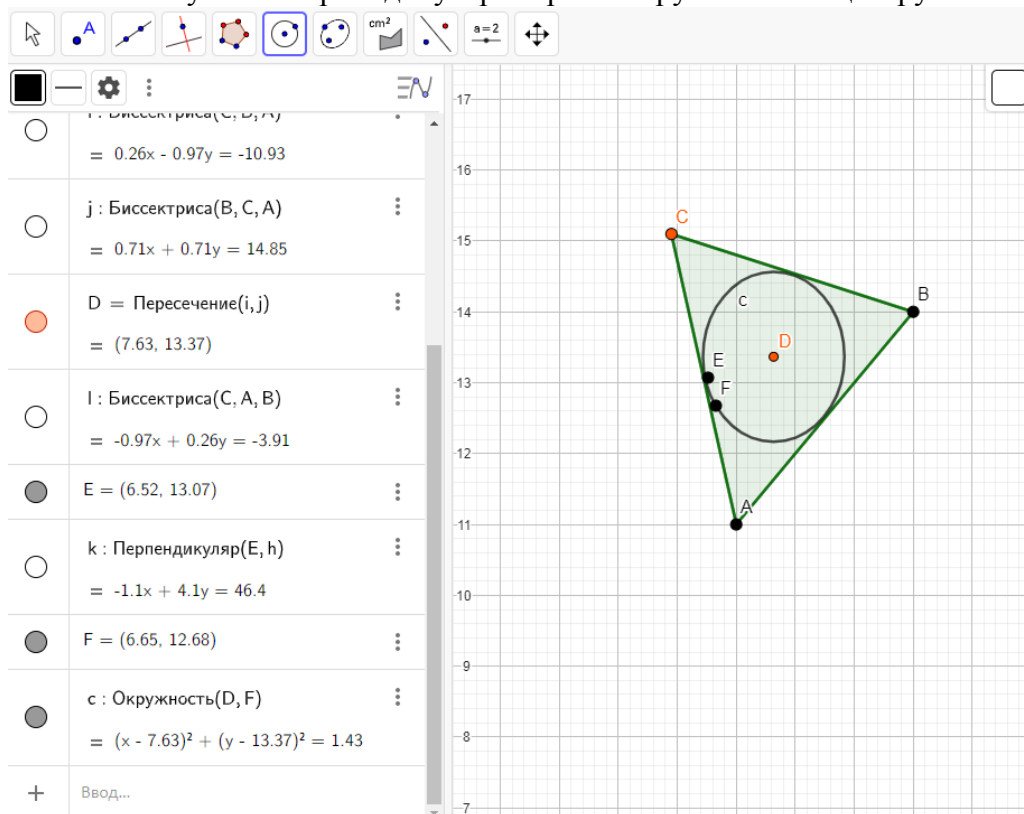 A
cm²
a=2
: Биссектриса(C, B, A)
= 0.26x - 0.97y = -10.93
j : Биссектриса(B, C, A)
= 0.71x + 0.71y = 14.85
D = Пересечение(i, j)
= (7.63, 13.37)
l : Биссектриса(C, A, B)
= -0.97x + 0.26y = -3.91
E = (6.52, 13.07)
k : Перпендикуляр(E, h)
= -1.1x + 4.1y = 46.4
F = (6.65, 12.68)
c : Окружность(D, F)
= (x - 7.63)² + (y - 13.37)² = 1.43
+ Ввод...
17
16
C
15
B
14
c
D
E
13
F
12
A
11
10
9
8
7